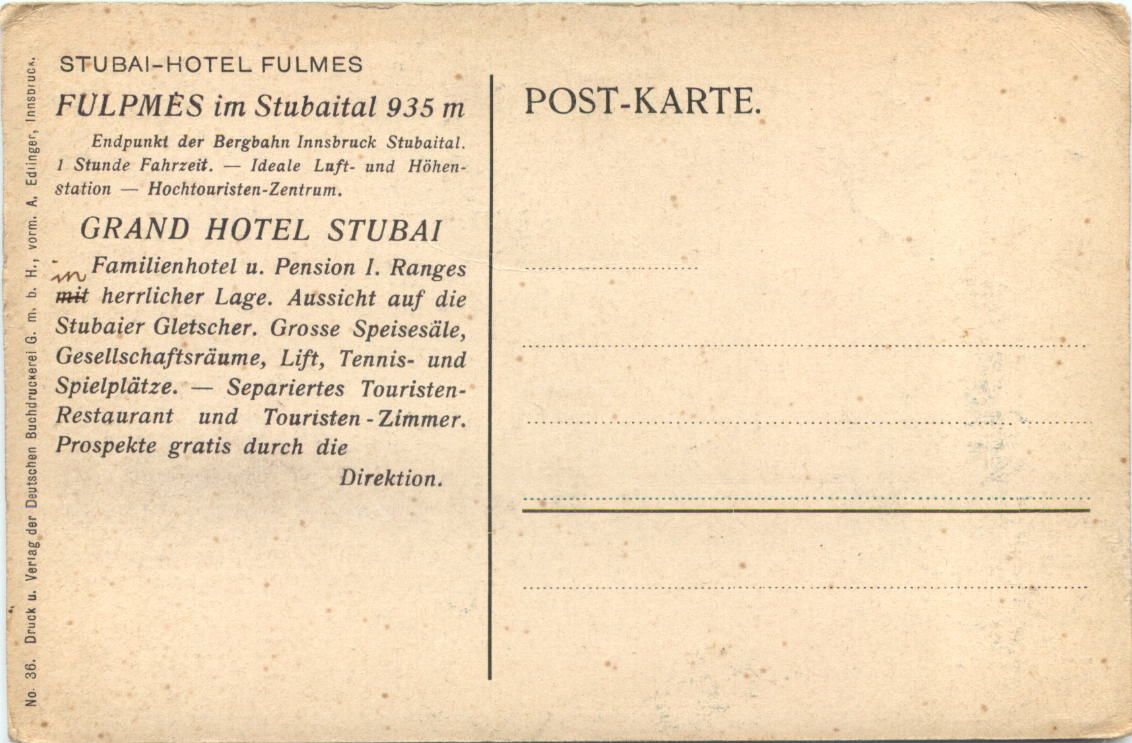 STUBAI-HOTEL FULMES
FULPMES im Stubaital 935 m
Endpunkt der Bergbahn Innsbruck Stubaital.
1 Stunde Fahrzeit. — Ideale Luft- und Höhen-
station — Hochtouristen-Zentrum.
GRAND HOTEL STUBAI
Familienhotel u. Pension I. Ranges
in
mit herrlicher Lage. Aussicht auf die
Stubaier Gletscher. Grosse Speisesäle,
Gesellschaftsräume, Lift, Tennis- und
Spielplätze. — Separiertes Touristen-
Restaurant und Touristen-Zimmer.
Prospekte gratis durch die
Direktion.
No. 36. Druck u. Verlag der Deutschen Buchdruckerei G. m. b. H., vorm. A. Edlinger, Innsbruck.
POST-KARTE.